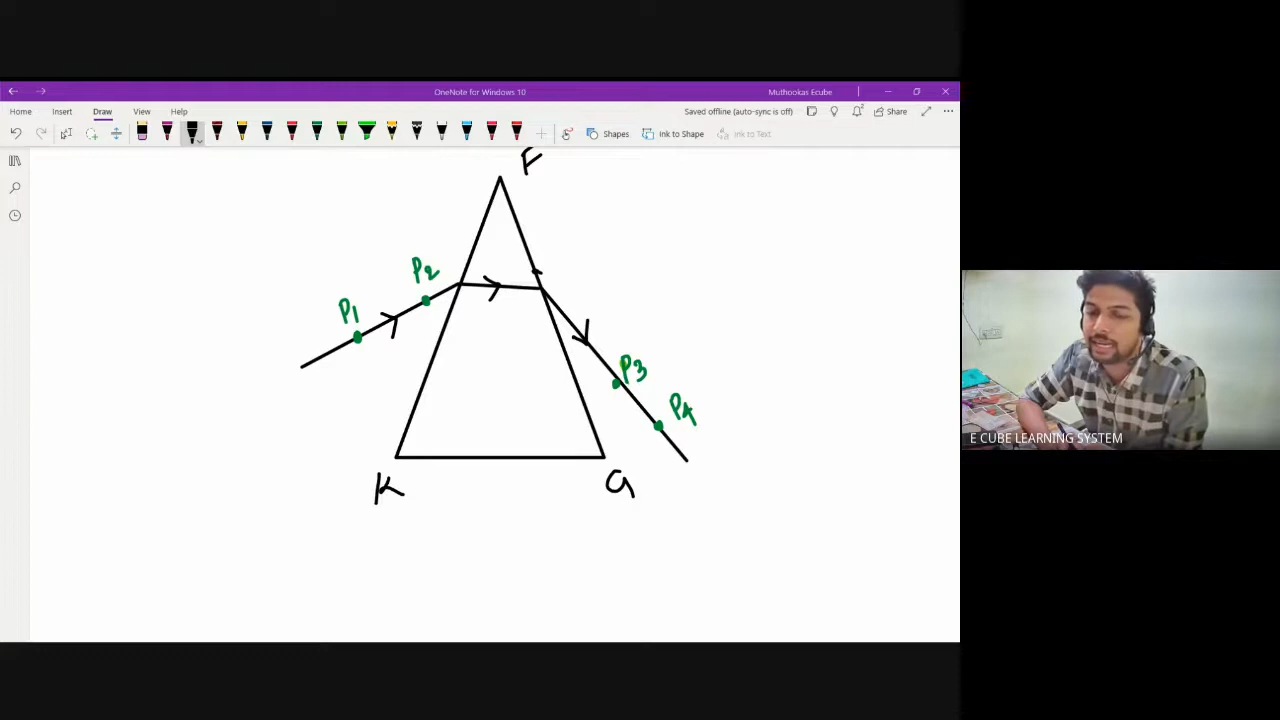 OneNote for Windows 10
Muthookas Ecube
Home Insert Draw View Help
Saved offline (auto-sync is off)
Share
Shapes
Ink to Shape
Ink to Text
F
P2
P1
P3
P4
K
G
E CUBE LEARNING SYSTEM